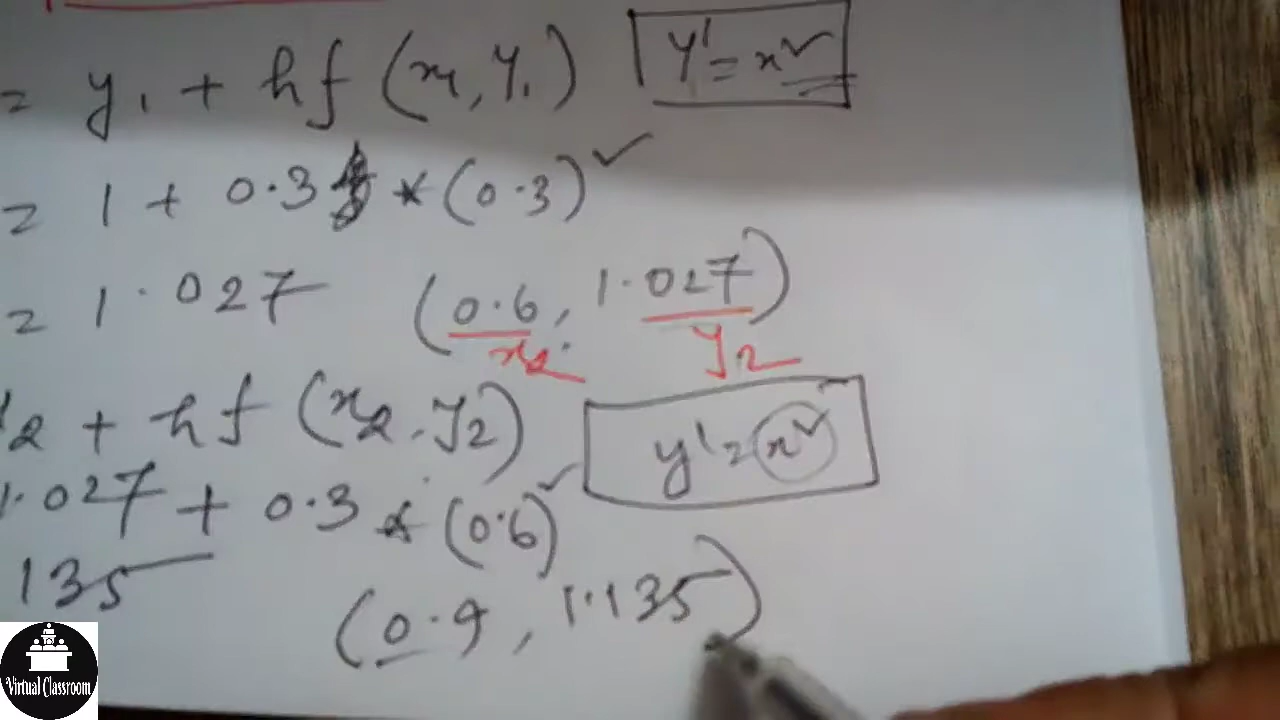 = y₁ + hf (x₁, y₁) y' = x²
= 1 + 0.3 * (0.3)²
= 1.027 (0.6, 1.027)
x₂ y₂
y₂ + hf (x₂, y₂) y' = x²
1.027 + 0.3 * (0.6)²
135 (0.9, 1.135)
Virtual Classroom